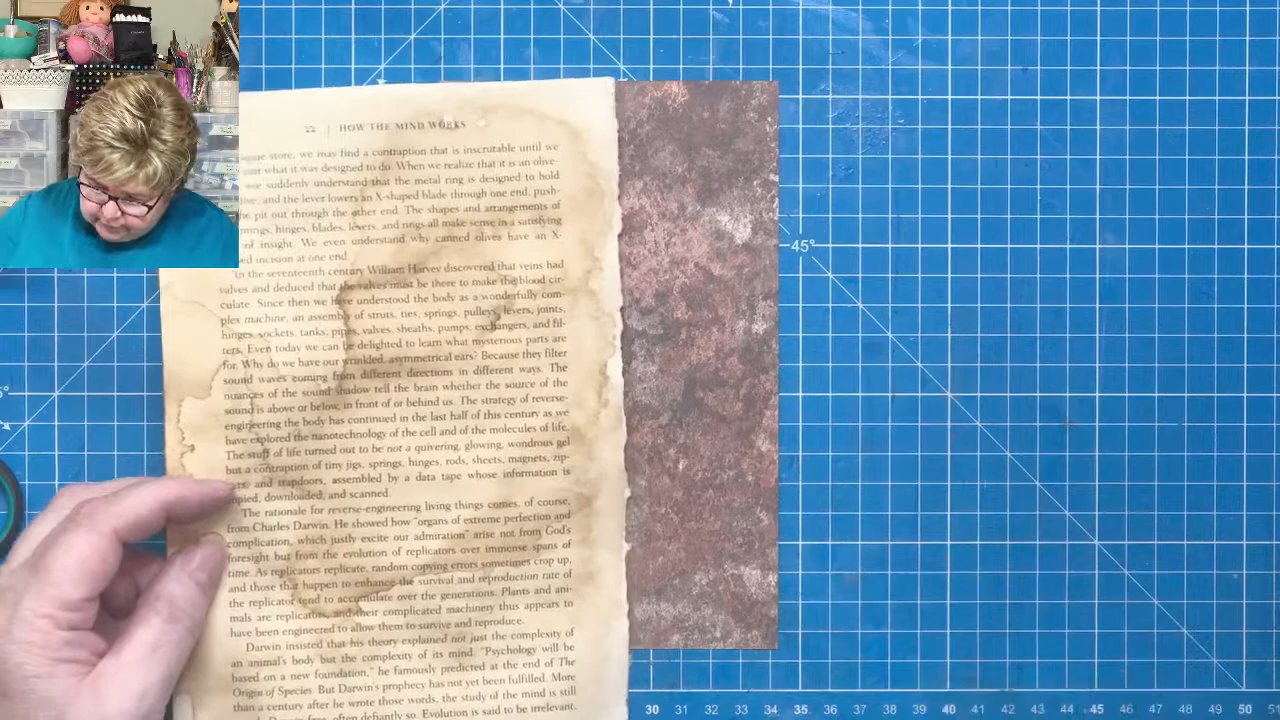 22 | HOW THE MIND WORKS
store, we may find a contraption that is inscrutable until we
what it was designed to do. When we realize that it is an olive-
suddenly understand that the metal ring is designed to hold
and the lever lowers an X-shaped blade through one end, push-
pit out through the other end. The shapes and arrangements of
hinges, blades, levers, and rings all make sense in a satisfying
of insight. We even understand why canned olives have an X-
incision at one end.
In the seventeenth century William Harvey discovered that veins had
valves and deduced that the valves must be there to make the blood cir-
culate. Since then we have understood the body as a wonderfully com-
plex machine, an assembly of struts, ties, springs, pulleys, levers, joints,
hinges, sockets, tanks, pipes, valves, sheaths, pumps, exchangers, and fil-
ters. Even today we can be delighted to learn what mysterious parts are
for. Why do we have our wrinkled, asymmetrical ears? Because they filter
sound waves coming from different directions in different ways. The
nuances of the sound shadow tell the brain whether the source of the
sound is above or below, in front of or behind us. The strategy of reverse-
engineering the body has continued in the last half of this century as we
have explored the nanotechnology of the cell and of the molecules of life.
The stuff of life turned out to be not a quivering, glowing, wondrous gel
but a contraption of tiny jigs, springs, hinges, rods, sheets, magnets, zip-
pers, and trapdoors, assembled by a data tape whose information is
copied, downloaded, and scanned.
The rationale for reverse-engineering living things comes, of course,
from Charles Darwin. He showed how "organs of extreme perfection and
complication, which justly excite our admiration" arise not from God's
foresight but from the evolution of replicators over immense spans of
time. As replicators replicate, random copying errors sometimes crop up,
and those that happen to enhance the survival and reproduction rate of
the replicator tend to accumulate over the generations. Plants and ani-
mals are replicators, and their complicated machinery thus appears to
have been engineered to allow them to survive and reproduce.
Darwin insisted that his theory explained not just the complexity of
an animal's body but the complexity of its mind. "Psychology will be
based on a new foundation," he famously predicted at the end of The
Origin of Species. But Darwin's prophecy has not yet been fulfilled. More
than a century after he wrote those words, the study of the mind is still
Darwin-free, often defiantly so. Evolution is said to be irrelevant,
45°
30 31 32 33 34 35 36 37 38 39 40 41 42 43 44 45 46 47 48 49 50 51